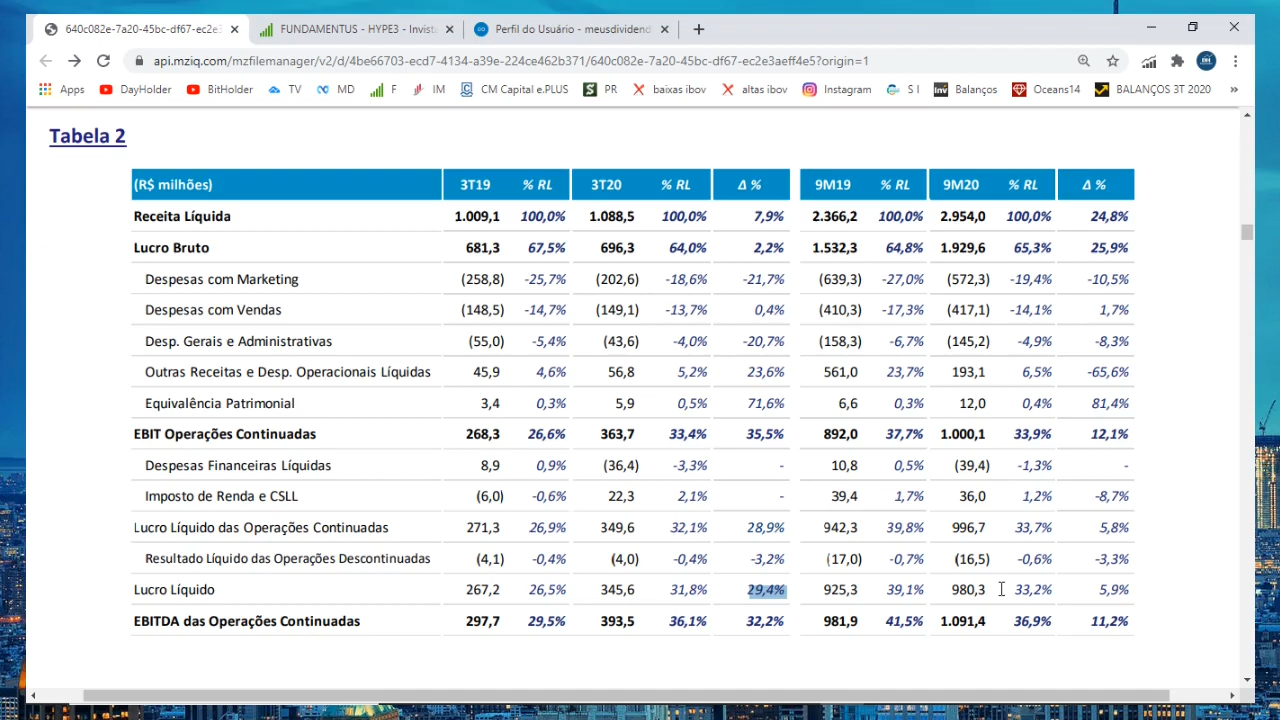 640c082e-7a20-45bc-df67-ec2e3
FUNDAMENTUS - HYPE3 - Invist
Perfil do Usuário - meusdividend
api.mziq.com/mzfilemanager/v2/d/4be66703-ecd7-4134-a39e-224ce462b371/640c082e-7a20-45bc-df67-ec2e3aeff4e5?origin=1
Apps DayHolder BitHolder TV MD F IM CM Capital e.PLUS PR baixas ibov altas ibov Instagram S I Balanços Oceans14 BALANÇOS 3T 2020 »
Tabela 2
(R$ milhões) 3T19 % RL 3T20 % RL Δ % 9M19 % RL 9M20 % RL Δ %
Receita Líquida 1.009,1 100,0% 1.088,5 100,0% 7,9% 2.366,2 100,0% 2.954,0 100,0% 24,8%
Lucro Bruto 681,3 67,5% 696,3 64,0% 2,2% 1.532,3 64,8% 1.929,6 65,3% 25,9%
Despesas com Marketing (258,8) -25,7% (202,6) -18,6% -21,7% (639,3) -27,0% (572,3) -19,4% -10,5%
Despesas com Vendas (148,5) -14,7% (149,1) -13,7% 0,4% (410,3) -17,3% (417,1) -14,1% 1,7%
Desp. Gerais e Administrativas (55,0) -5,4% (43,6) -4,0% -20,7% (158,3) -6,7% (145,2) -4,9% -8,3%
Outras Receitas e Desp. Operacionais Líquidas 45,9 4,6% 56,8 5,2% 23,6% 561,0 23,7% 193,1 6,5% -65,6%
Equivalência Patrimonial 3,4 0,3% 5,9 0,5% 71,6% 6,6 0,3% 12,0 0,4% 81,4%
EBIT Operações Continuadas 268,3 26,6% 363,7 33,4% 35,5% 892,0 37,7% 1.000,1 33,9% 12,1%
Despesas Financeiras Líquidas 8,9 0,9% (36,4) -3,3% - 10,8 0,5% (39,4) -1,3% -
Imposto de Renda e CSLL (6,0) -0,6% 22,3 2,1% - 39,4 1,7% 36,0 1,2% -8,7%
Lucro Líquido das Operações Continuadas 271,3 26,9% 349,6 32,1% 28,9% 942,3 39,8% 996,7 33,7% 5,8%
Resultado Líquido das Operações Descontinuadas (4,1) -0,4% (4,0) -0,4% -3,2% (17,0) -0,7% (16,5) -0,6% -3,3%
Lucro Líquido 267,2 26,5% 345,6 31,8% 29,4% 925,3 39,1% 980,3 33,2% 5,9%
EBITDA das Operações Continuadas 297,7 29,5% 393,5 36,1% 32,2% 981,9 41,5% 1.091,4 36,9% 11,2%